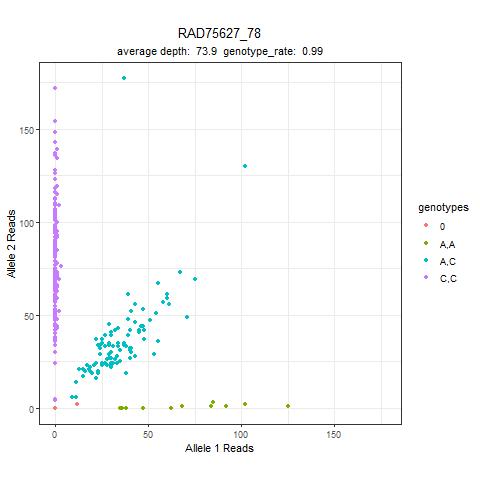 RAD75627_78
average depth:  73.9  genotype_rate:  0.99
Allele 2 Reads
150
100
50
0
0 50 100 150
Allele 1 Reads
genotypes
0
A,A
A,C
C,C